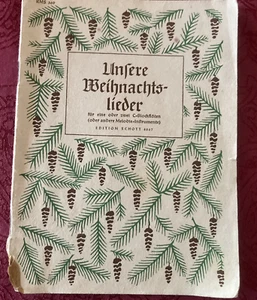 Unsere
Weihnachts-
lieder
für eine oder zwei C-Blockflöten
(oder andere Melodie-Instrumente)
EDITION SCHOTT